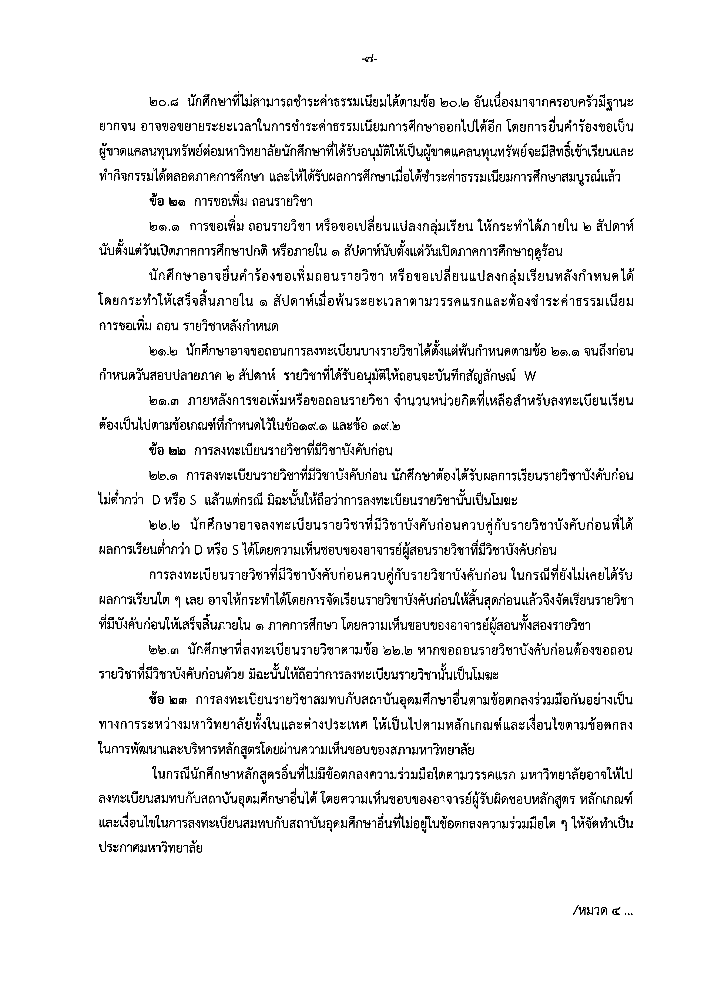 -๗-
๒๐.๘ นักศึกษาที่ไม่สามารถชำระค่าธรรมเนียมได้ตามข้อ ๒๐.๒ อันเนื่องมาจากครอบครัวมีฐานะ
ยากจน อาจขอขยายระยะเวลาในการชำระค่าธรรมเนียมการศึกษาออกไปได้อีก โดยการยื่นคำร้องขอเป็น
ผู้ขาดแคลนทุนทรัพย์ต่อมหาวิทยาลัยนักศึกษาที่ได้รับอนุมัติให้เป็นผู้ขาดแคลนทุนทรัพย์จะมีสิทธิ์เข้าเรียนและ
ทำกิจกรรมได้ตลอดภาคการศึกษา และให้ได้รับผลการศึกษาเมื่อได้ชำระค่าธรรมเนียมการศึกษาสมบูรณ์แล้ว
ข้อ ๒๑ การขอเพิ่ม ถอนรายวิชา
๒๑.๑ การขอเพิ่ม ถอนรายวิชา หรือขอเปลี่ยนแปลงกลุ่มเรียน ให้กระทำได้ภายใน ๒ สัปดาห์
นับตั้งแต่วันเปิดภาคการศึกษาปกติ หรือภายใน ๑ สัปดาห์นับตั้งแต่วันเปิดภาคการศึกษาฤดูร้อน
นักศึกษาอาจยื่นคำร้องขอเพิ่มถอนรายวิชา หรือขอเปลี่ยนแปลงกลุ่มเรียนหลังกำหนดได้
โดยกระทำให้เสร็จสิ้นภายใน ๑ สัปดาห์เมื่อพ้นระยะเวลาตามวรรคแรกและต้องชำระค่าธรรมเนียม
การขอเพิ่ม ถอน รายวิชาหลังกำหนด
๒๑.๒ นักศึกษาอาจขอถอนการลงทะเบียนบางรายวิชาได้ตั้งแต่พ้นกำหนดตามข้อ ๒๑.๑ จนถึงก่อน
กำหนดวันสอบปลายภาค ๒ สัปดาห์ รายวิชาที่ได้รับอนุมัติให้ถอนจะบันทึกสัญลักษณ์ W
๒๑.๓ ภายหลังการขอเพิ่มหรือขอถอนรายวิชา จำนวนหน่วยกิตที่เหลือสำหรับลงทะเบียนเรียน
ต้องเป็นไปตามข้อเกณฑ์ที่กำหนดไว้ในข้อ๑๙.๑ และข้อ ๑๙.๒
ข้อ ๒๒ การลงทะเบียนรายวิชาที่มีวิชาบังคับก่อน
๒๒.๑ การลงทะเบียนรายวิชาที่มีวิชาบังคับก่อน นักศึกษาต้องได้รับผลการเรียนรายวิชาบังคับก่อน
ไม่ต่ำกว่า D หรือ S แล้วแต่กรณี มิฉะนั้นให้ถือว่าการลงทะเบียนรายวิชานั้นเป็นโมฆะ
๒๒.๒ นักศึกษาอาจลงทะเบียนรายวิชาที่มีวิชาบังคับก่อนควบคู่กับรายวิชาบังคับก่อนที่ได้
ผลการเรียนต่ำกว่า D หรือ S ได้โดยความเห็นชอบของอาจารย์ผู้สอนรายวิชาที่มีวิชาบังคับก่อน
การลงทะเบียนรายวิชาที่มีวิชาบังคับก่อนควบคู่กับรายวิชาบังคับก่อน ในกรณีที่ยังไม่เคยได้รับ
ผลการเรียนใด ๆ เลย อาจให้กระทำได้โดยการจัดเรียนรายวิชาบังคับก่อนให้สิ้นสุดก่อนแล้วจึงจัดเรียนรายวิชา
ที่มีบังคับก่อนให้เสร็จสิ้นภายใน ๑ ภาคการศึกษา โดยความเห็นชอบของอาจารย์ผู้สอนทั้งสองรายวิชา
๒๒.๓ นักศึกษาที่ลงทะเบียนรายวิชาตามข้อ ๒๒.๒ หากขอถอนรายวิชาบังคับก่อนต้องขอถอน
รายวิชาที่มีวิชาบังคับก่อนด้วย มิฉะนั้นให้ถือว่าการลงทะเบียนรายวิชานั้นเป็นโมฆะ
ข้อ ๒๓ การลงทะเบียนรายวิชาสมทบกับสถาบันอุดมศึกษาอื่นตามข้อตกลงร่วมมือกันอย่างเป็น
ทางการระหว่างมหาวิทยาลัยทั้งในและต่างประเทศ ให้เป็นไปตามหลักเกณฑ์และเงื่อนไขตามข้อตกลง
ในการพัฒนาและบริหารหลักสูตรโดยผ่านความเห็นชอบของสภามหาวิทยาลัย
ในกรณีนักศึกษาหลักสูตรอื่นที่ไม่มีข้อตกลงความร่วมมือใดตามวรรคแรก มหาวิทยาลัยอาจให้ไป
ลงทะเบียนสมทบกับสถาบันอุดมศึกษาอื่นได้ โดยความเห็นชอบของอาจารย์ผู้รับผิดชอบหลักสูตร หลักเกณฑ์
และเงื่อนไขในการลงทะเบียนสมทบกับสถาบันอุดมศึกษาอื่นที่ไม่อยู่ในข้อตกลงความร่วมมือใด ๆ ให้จัดทำเป็น
ประกาศมหาวิทยาลัย
/หมวด ๔ ...